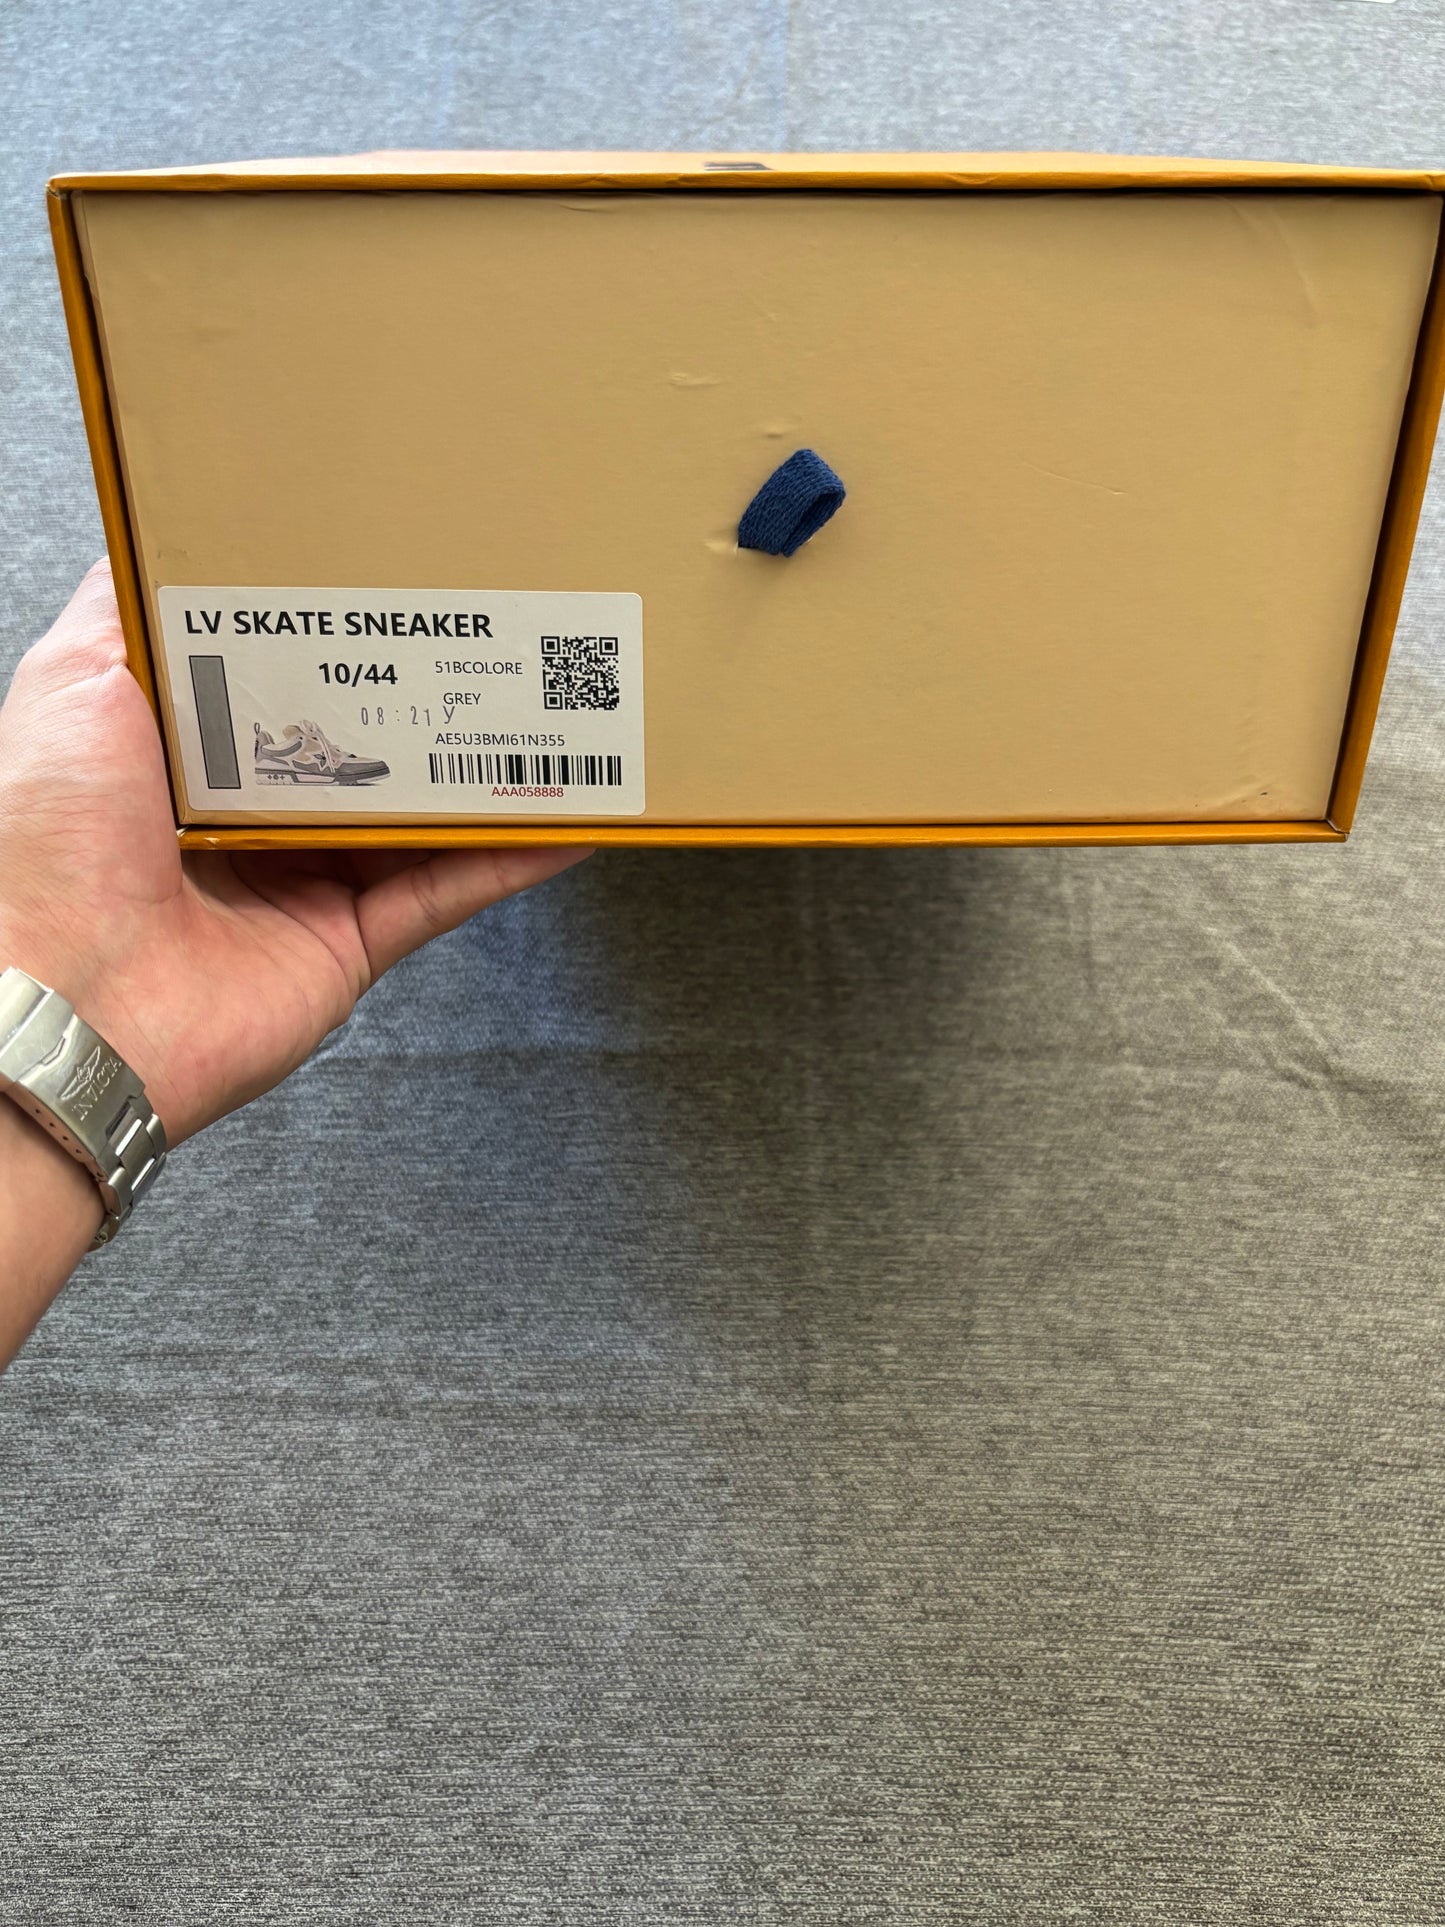 LV SKATE SNEAKER
10/44 51BCOLORE
GREY
08:21 y
AE5U3BMI61N355
AAA058888
INVICTA